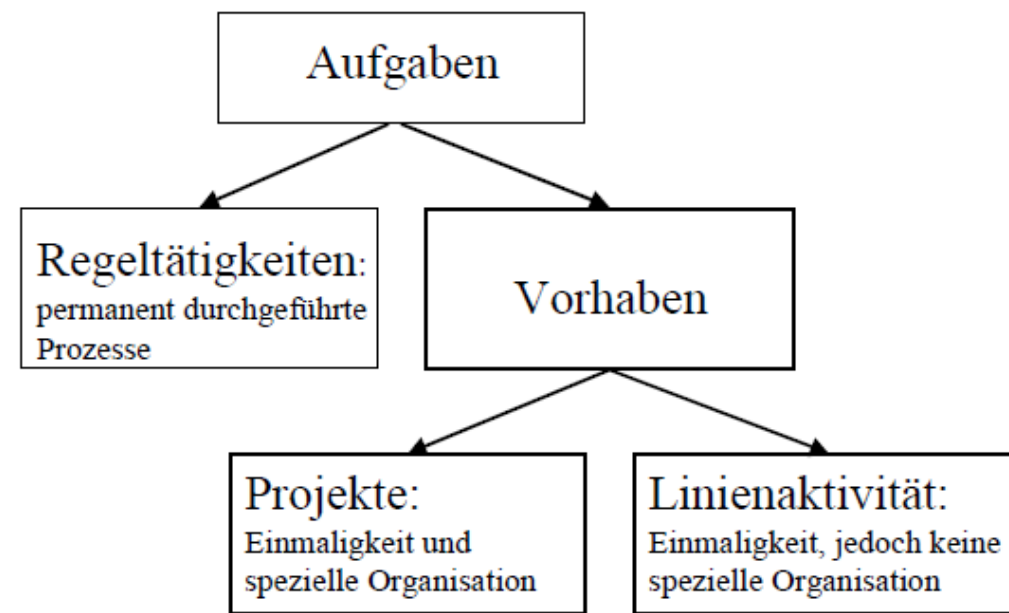 Aufgaben
Regeltätigkeiten:
permanent durchgeführte
Prozesse
Vorhaben
Projekte:
Einmaligkeit und
spezielle Organisation
Linienaktivität:
Einmaligkeit, jedoch keine
spezielle Organisation